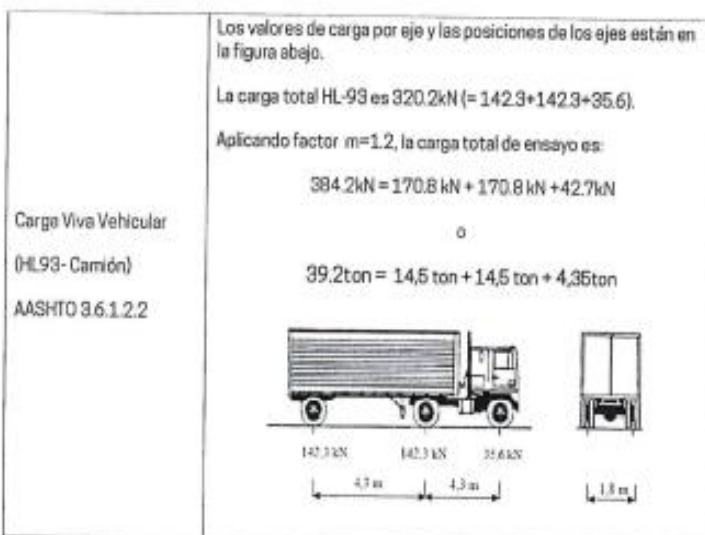 Los valores de carga por eje y las posiciones de los ejes están en
la figura abajo.
La carga total HL-93 es 320.2kN (= 142.3+142.3+35.6).
Aplicando factor m=1.2, la carga total de ensayo es:
384.2kN = 170.8 kN + 170.8 kN +42.7kN
o
39.2ton = 14,5 ton + 14,5 ton + 4,35ton
Carga Viva Vehicular
(HL93- Camión)
AASHTO 3.6.1.2.2
142,3 kN 142.3 kN 35,6 kN
4,3 m 4,3 m 1,8 m